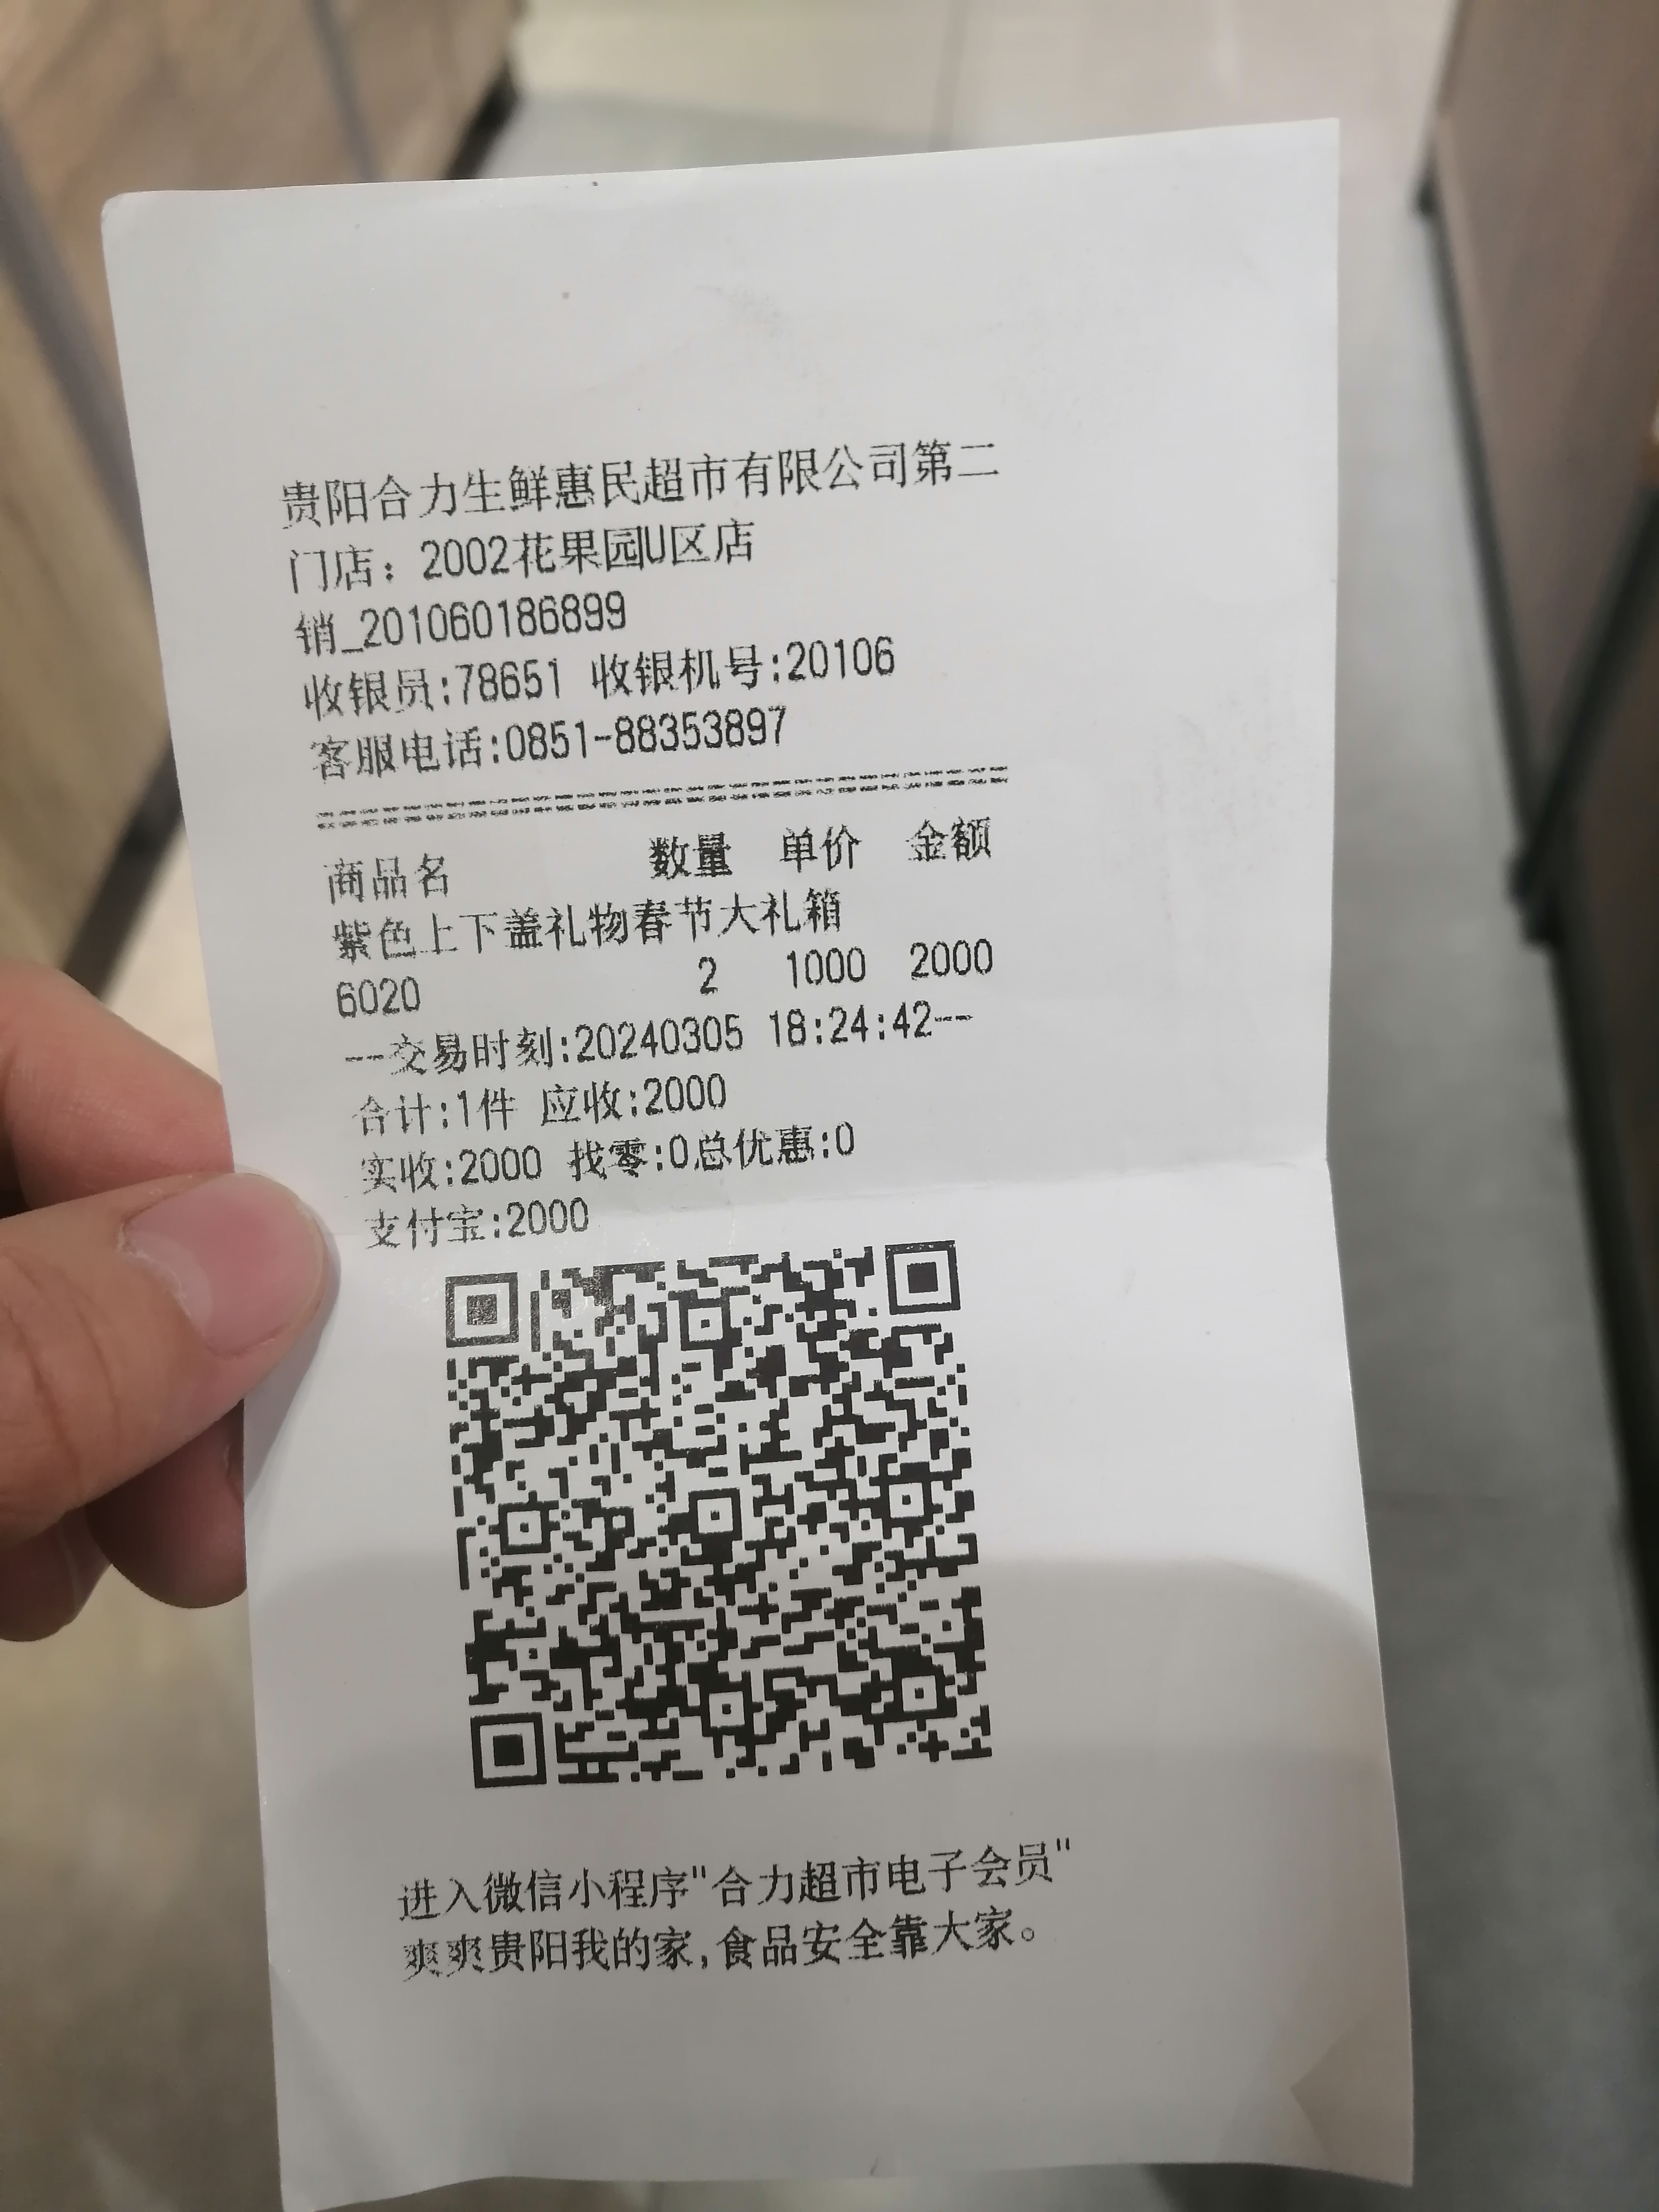 贵阳合力生鲜惠民超市有限公司第二
门店：2002花果园U区店
销_201060186899
收银员:78651 收银机号:20106
客服电话:0851-88353897
商品名 数量 单价 金额
紫色上下盖礼物春节大礼箱
6020 2 1000 2000
--交易时刻:20240305 18:24:42--
合计:1件 应收:2000
实收:2000 找零:0总优惠:0
支付宝:2000
进入微信小程序"合力超市电子会员"
爽爽贵阳我的家,食品安全靠大家。